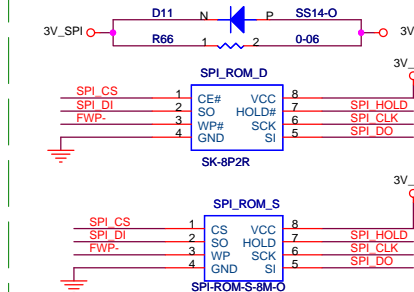 D11 N P SS14-O
3V_SPI 3V
R66 1 2 0-06
3V_
SPI_ROM_D
SPI_CS 1 CE# VCC 8
SPI_DI 2 SO HOLD# 7 SPI_HOLD
FWP- 3 WP# SCK 6 SPI_CLK
4 GND SI 5 SPI_DO
SK-8P2R
3V_
SPI_ROM_S
SPI_CS 1 CS VCC 8
SPI_DI 2 SO HOLD 7 SPI_HOLD
FWP- 3 WP SCK 6 SPI_CLK
4 GND SI 5 SPI_DO
SPI-ROM-S-8M-O